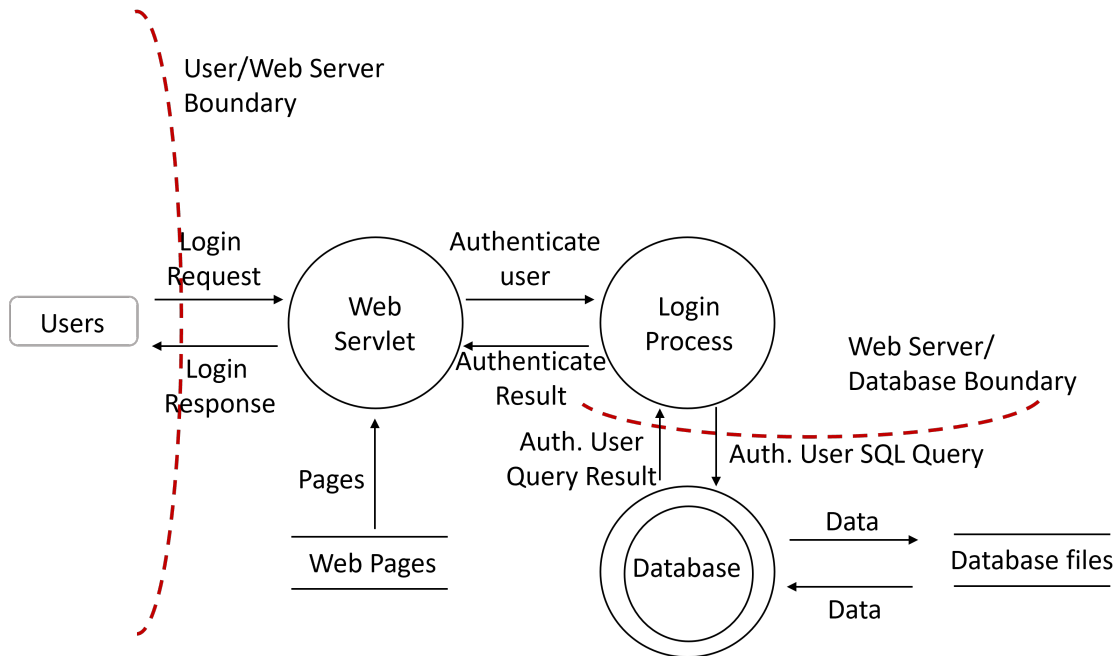 User/Web Server
Boundary
Login
Request
Authenticate
user
Users
Web
Servlet
Login
Process
Login
Response
Authenticate
Result
Web Server/
Database Boundary
Auth. User
Query Result
Auth. User SQL Query
Pages
Web Pages
Database
Data
Database files
Data